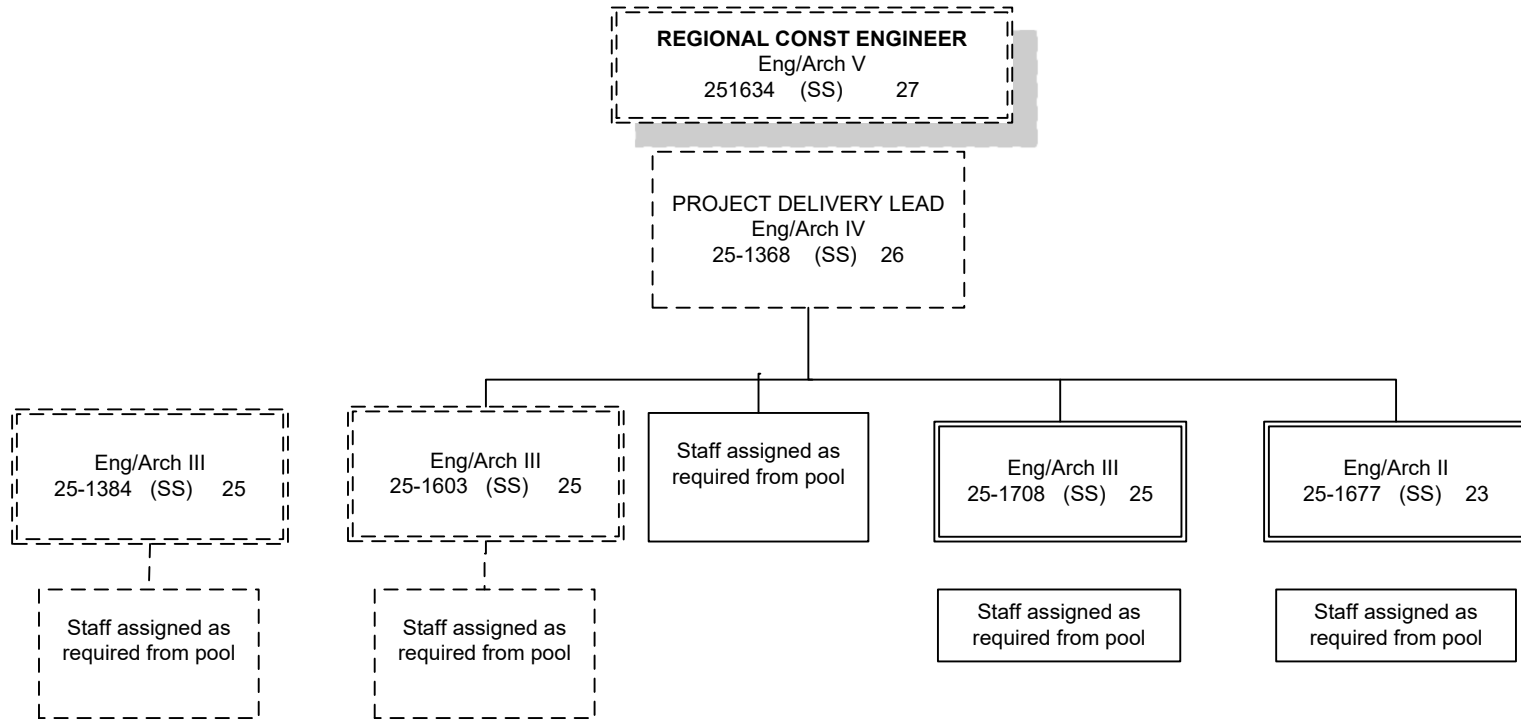 REGIONAL CONST ENGINEER
Eng/Arch V
251634 (SS) 27
PROJECT DELIVERY LEAD
Eng/Arch IV
25-1368 (SS) 26
Eng/Arch III
25-1384 (SS) 25
Eng/Arch III
25-1603 (SS) 25
Staff assigned as
required from pool
Eng/Arch III
25-1708 (SS) 25
Eng/Arch II
25-1677 (SS) 23
Staff assigned as
required from pool
Staff assigned as
required from pool
Staff assigned as
required from pool
Staff assigned as
required from pool